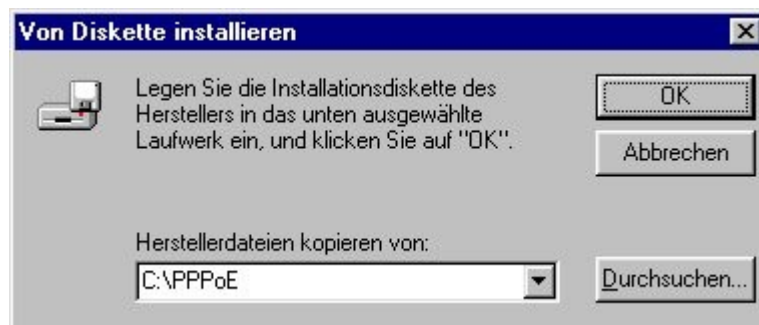 Von Diskette installieren
Legen Sie die Installationsdiskette des
Herstellers in das unten ausgewählte
Laufwerk ein, und klicken Sie auf "OK".
OK
Abbrechen
Herstellerdateien kopieren von:
C:\PPPoE
Durchsuchen...